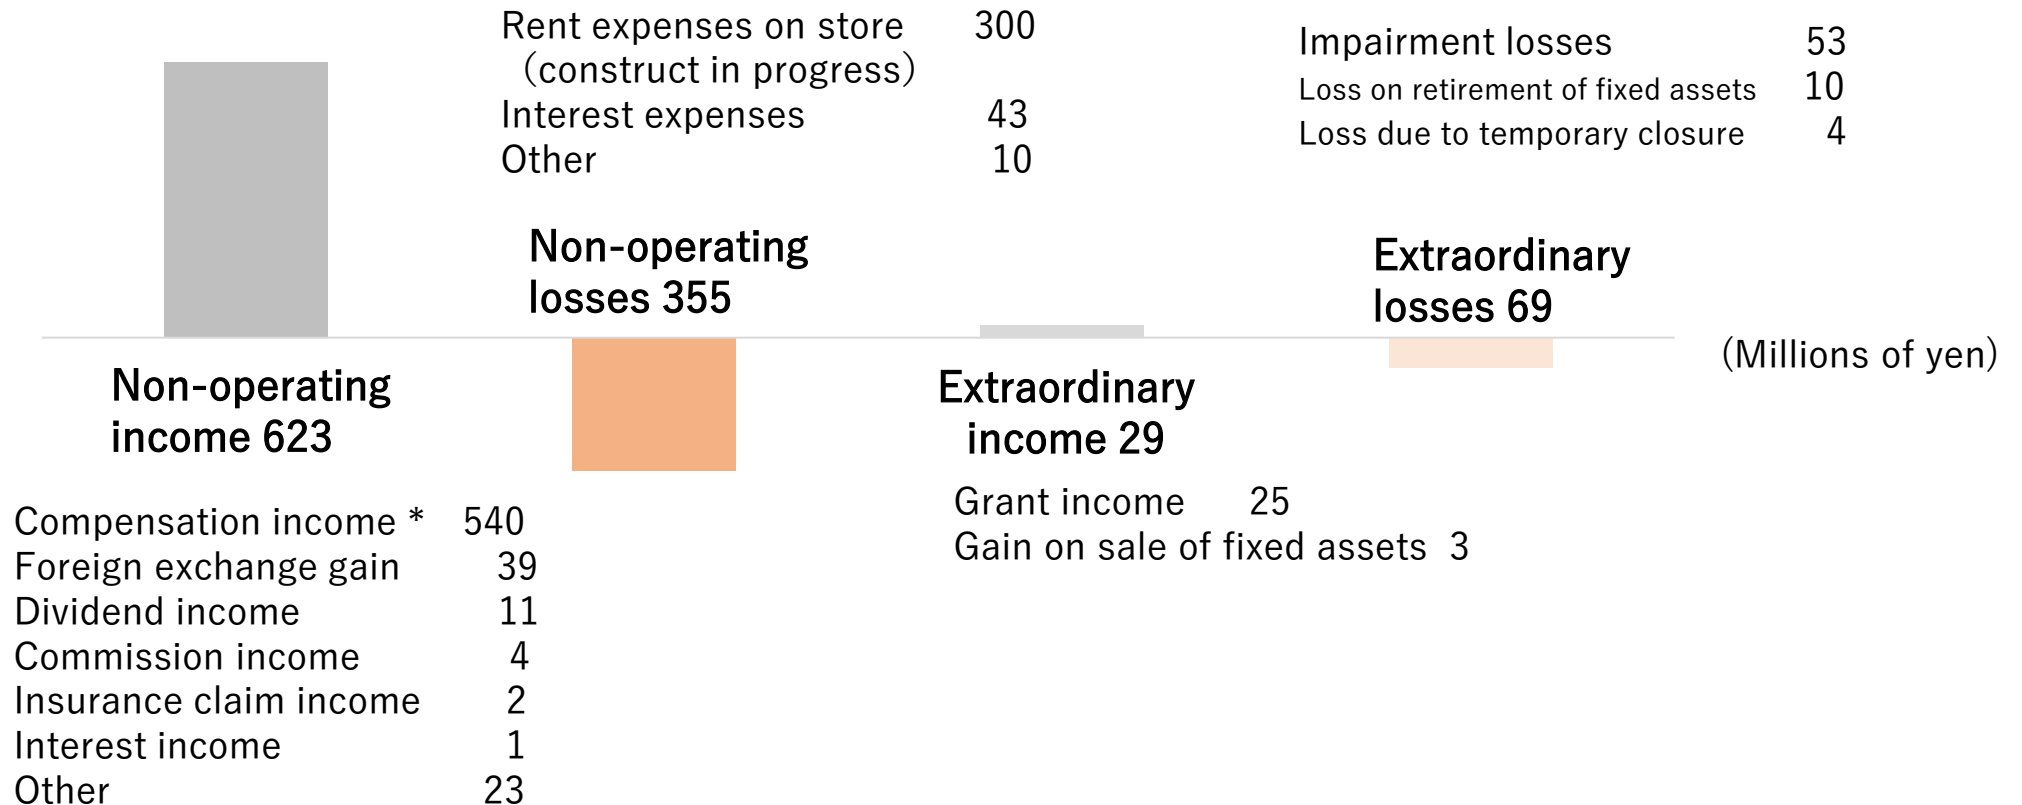 Rent expenses on store 300
（construct in progress）
Interest expenses 43
Other 10
Impairment losses 53
Loss on retirement of fixed assets 10
Loss due to temporary closure 4
Non-operating
losses 355
Extraordinary
losses 69
(Millions of yen)
Non-operating
income 623
Extraordinary
income 29
Compensation income * 540
Foreign exchange gain 39
Dividend income 11
Commission income 4
Insurance claim income 2
Interest income 1
Other 23
Grant income 25
Gain on sale of fixed assets 3